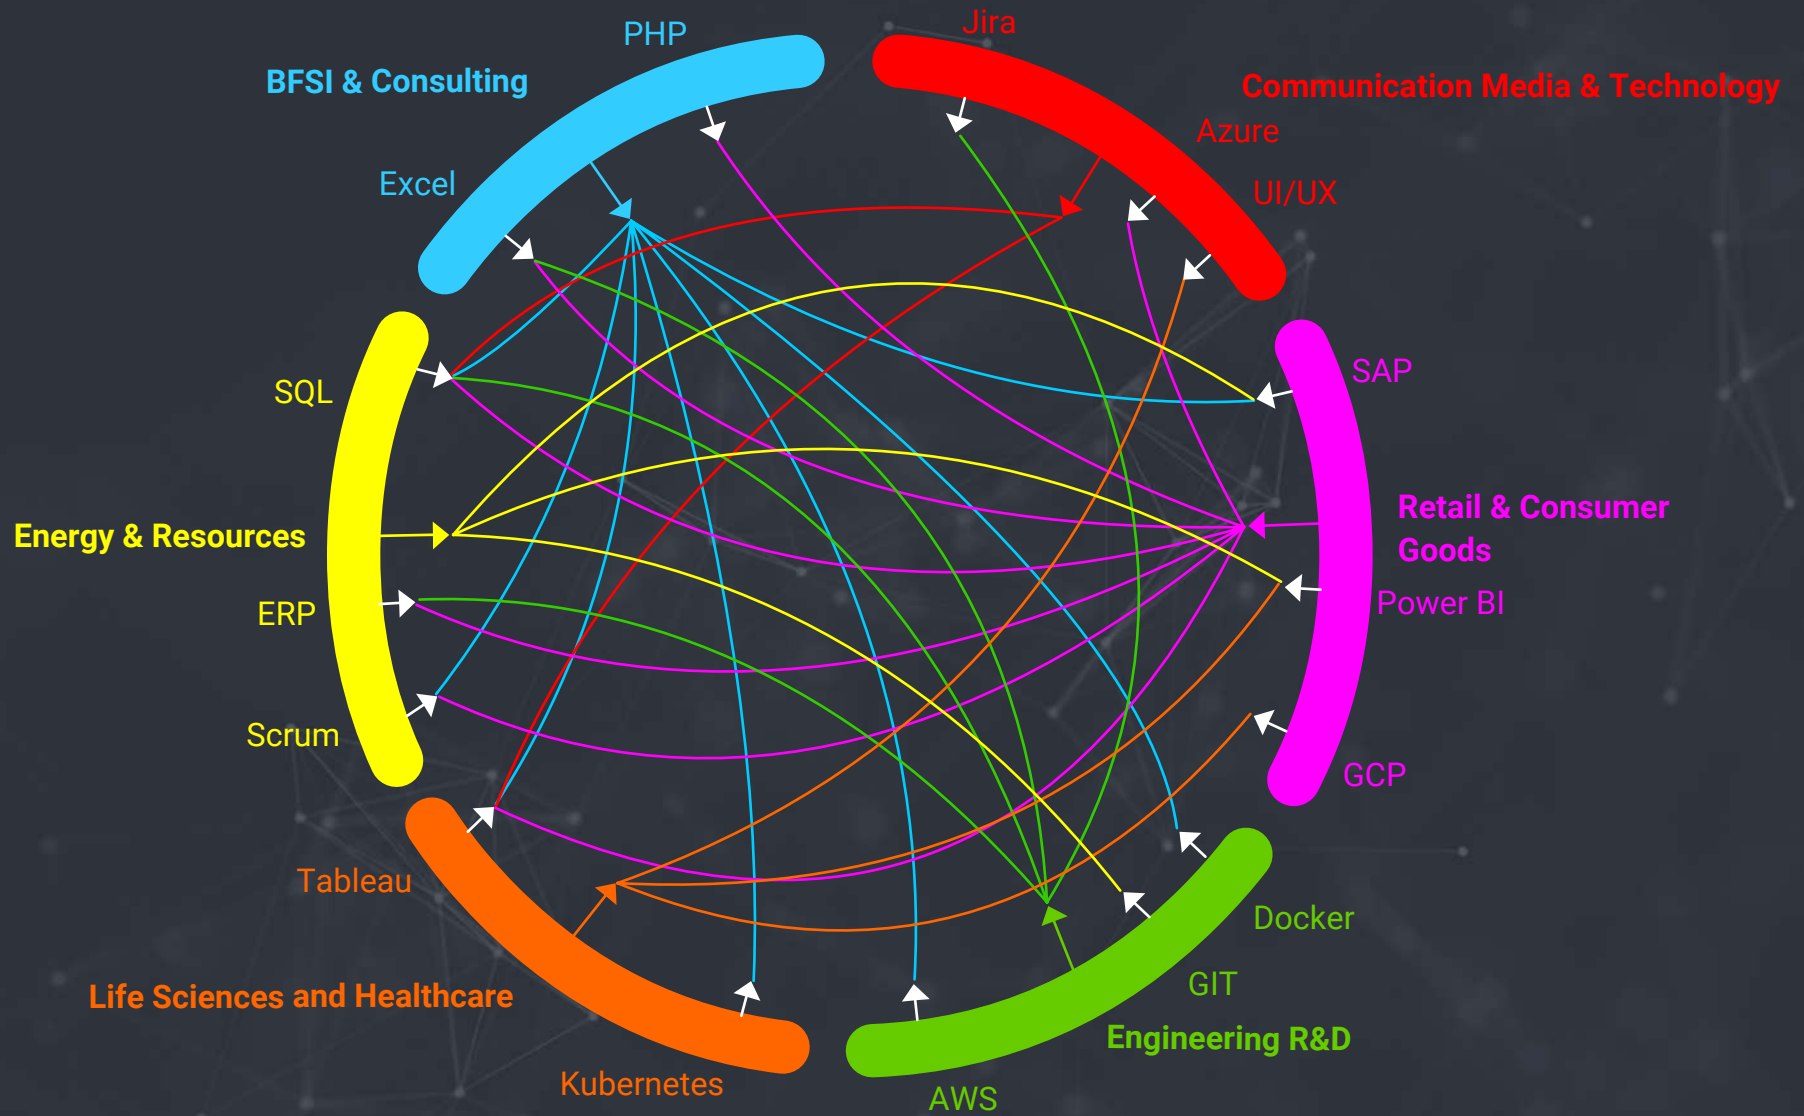 Jira
PHP
BFSI & Consulting
Communication Media & Technology
Azure
Excel
UI/UX
SAP
SQL
Retail & Consumer
Goods
Energy & Resources
Power BI
ERP
Scrum
GCP
Tableau
Docker
GIT
Life Sciences and Healthcare
Engineering R&D
Kubernetes
AWS